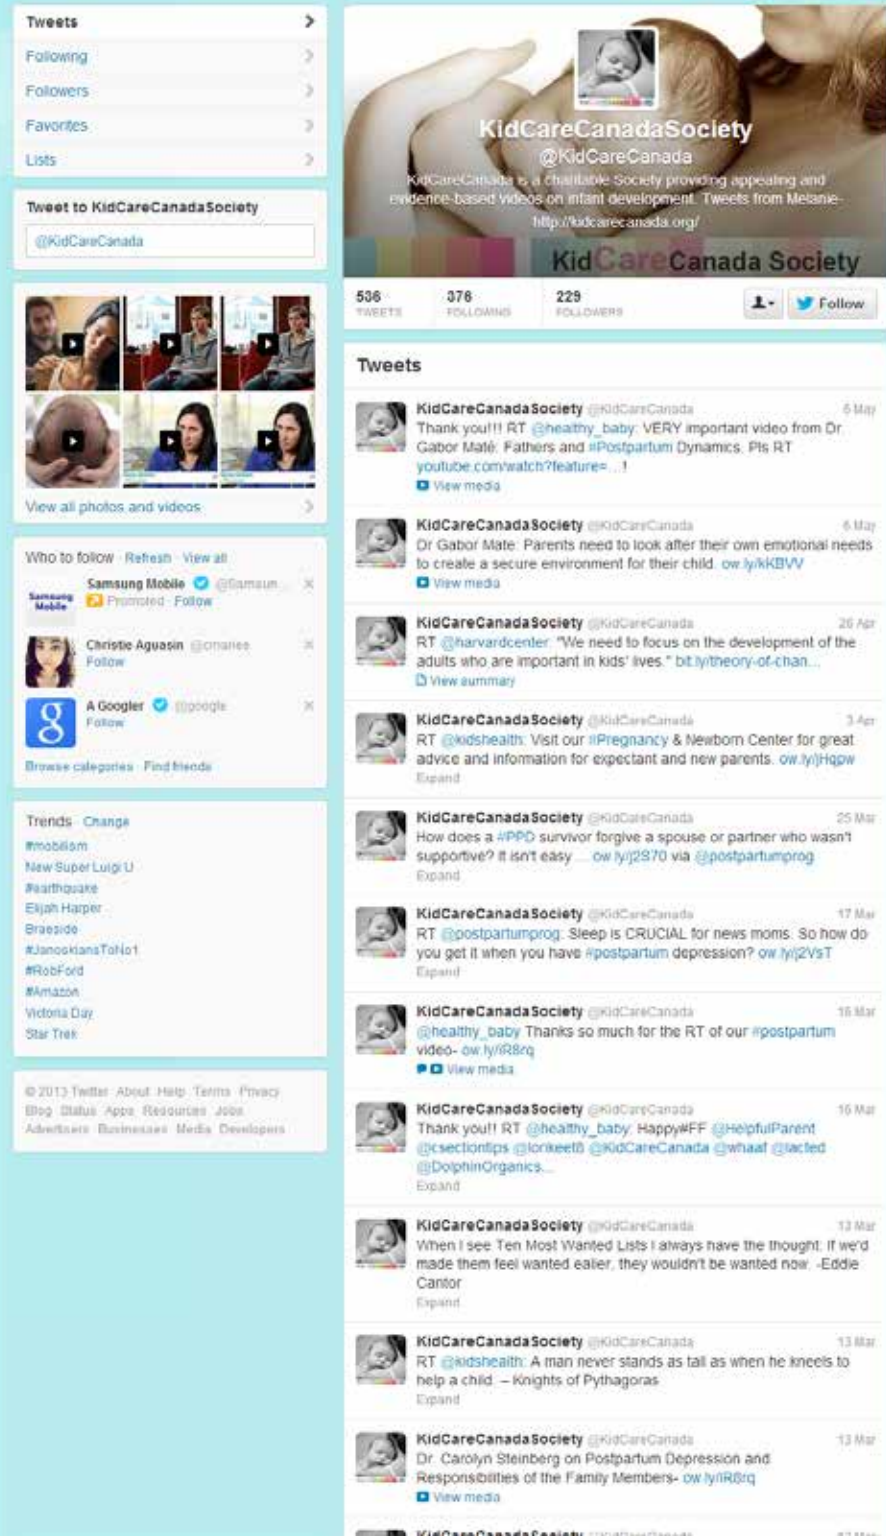 Tweets
Following
Followers
Favorites
Lists
Tweet to KidCareCanadaSociety
@KidCareCanada
View all photos and videos
Who to follow · Refresh · View all
Samsung Mobile @Samsun...
Promoted · Follow
Samsung
Mobile
Christie Aguasin
Follow
A Googler @google
Follow
Browse categories · Find friends
Trends · Change
#mobilism
New Super Luigi U
#earthquake
Elijah Harper
Braeside
#JanoskiansToNo1
#RobFord
#Amazon
Victoria Day
Star Trek
© 2013 Twitter About Help Terms Privacy
Blog Status Apps Resources Jobs
Advertisers Businesses Media Developers
KidCareCanadaSociety
@KidCareCanada
KidCareCanada is a charitable Society providing appealing and
evidence-based videos on infant development. Tweets from Melanie-
http://kidcarecanada.org/
KidCareCanada Society
536 376 229
TWEETS FOLLOWING FOLLOWERS
Follow
Tweets
KidCareCanadaSociety @KidCareCanada 6 May
Thank you!!! RT @healthy_baby: VERY important video from Dr.
Gabor Maté: Fathers and #Postpartum Dynamics. Pls RT
youtube.com/watch?feature=...!
View media
KidCareCanadaSociety @KidCareCanada 6 May
Dr Gabor Mate: Parents need to look after their own emotional needs
to create a secure environment for their child. ow.ly/kKBVV
View media
KidCareCanadaSociety @KidCareCanada 26 Apr
RT @harvardcenter: "We need to focus on the development of the
adults who are important in kids' lives." bit.ly/theory-of-chan...
View summary
KidCareCanadaSociety @KidCareCanada 3 Apr
RT @kidshealth: Visit our #Pregnancy & Newborn Center for great
advice and information for expectant and new parents. ow.ly/jHqpw
Expand
KidCareCanadaSociety @KidCareCanada 25 Mar
How does a #PPD survivor forgive a spouse or partner who wasn't
supportive? It isn't easy.... ow.ly/j2S70 via @postpartumprog
Expand
KidCareCanadaSociety @KidCareCanada 17 Mar
RT @postpartumprog: Sleep is CRUCIAL for news moms. So how do
you get it when you have #postpartum depression? ow.ly/j2VsT
Expand
KidCareCanadaSociety @KidCareCanada 16 Mar
@healthy_baby Thanks so much for the RT of our #postpartum
video- ow.ly/iR8rq
View media
KidCareCanadaSociety @KidCareCanada 16 Mar
Thank you!! RT @healthy_baby: Happy#FF @HelpfulParent
@csectiontips @lorikeet8 @KidCareCanada @whaaf @lacted
@DolphinOrganics...
Expand
KidCareCanadaSociety @KidCareCanada 13 Mar
When I see Ten Most Wanted Lists I always have the thought: If we'd
made them feel wanted ealier, they wouldn't be wanted now. -Eddie
Cantor
Expand
KidCareCanadaSociety @KidCareCanada 13 Mar
RT @kidshealth: A man never stands as tall as when he kneels to
help a child. – Knights of Pythagoras
Expand
KidCareCanadaSociety @KidCareCanada 13 Mar
Dr. Carolyn Steinberg on Postpartum Depression and
Responsibilities of the Family Members- ow.ly/iR8rq
View media
KidCareCanadaSociety @KidCareCanada